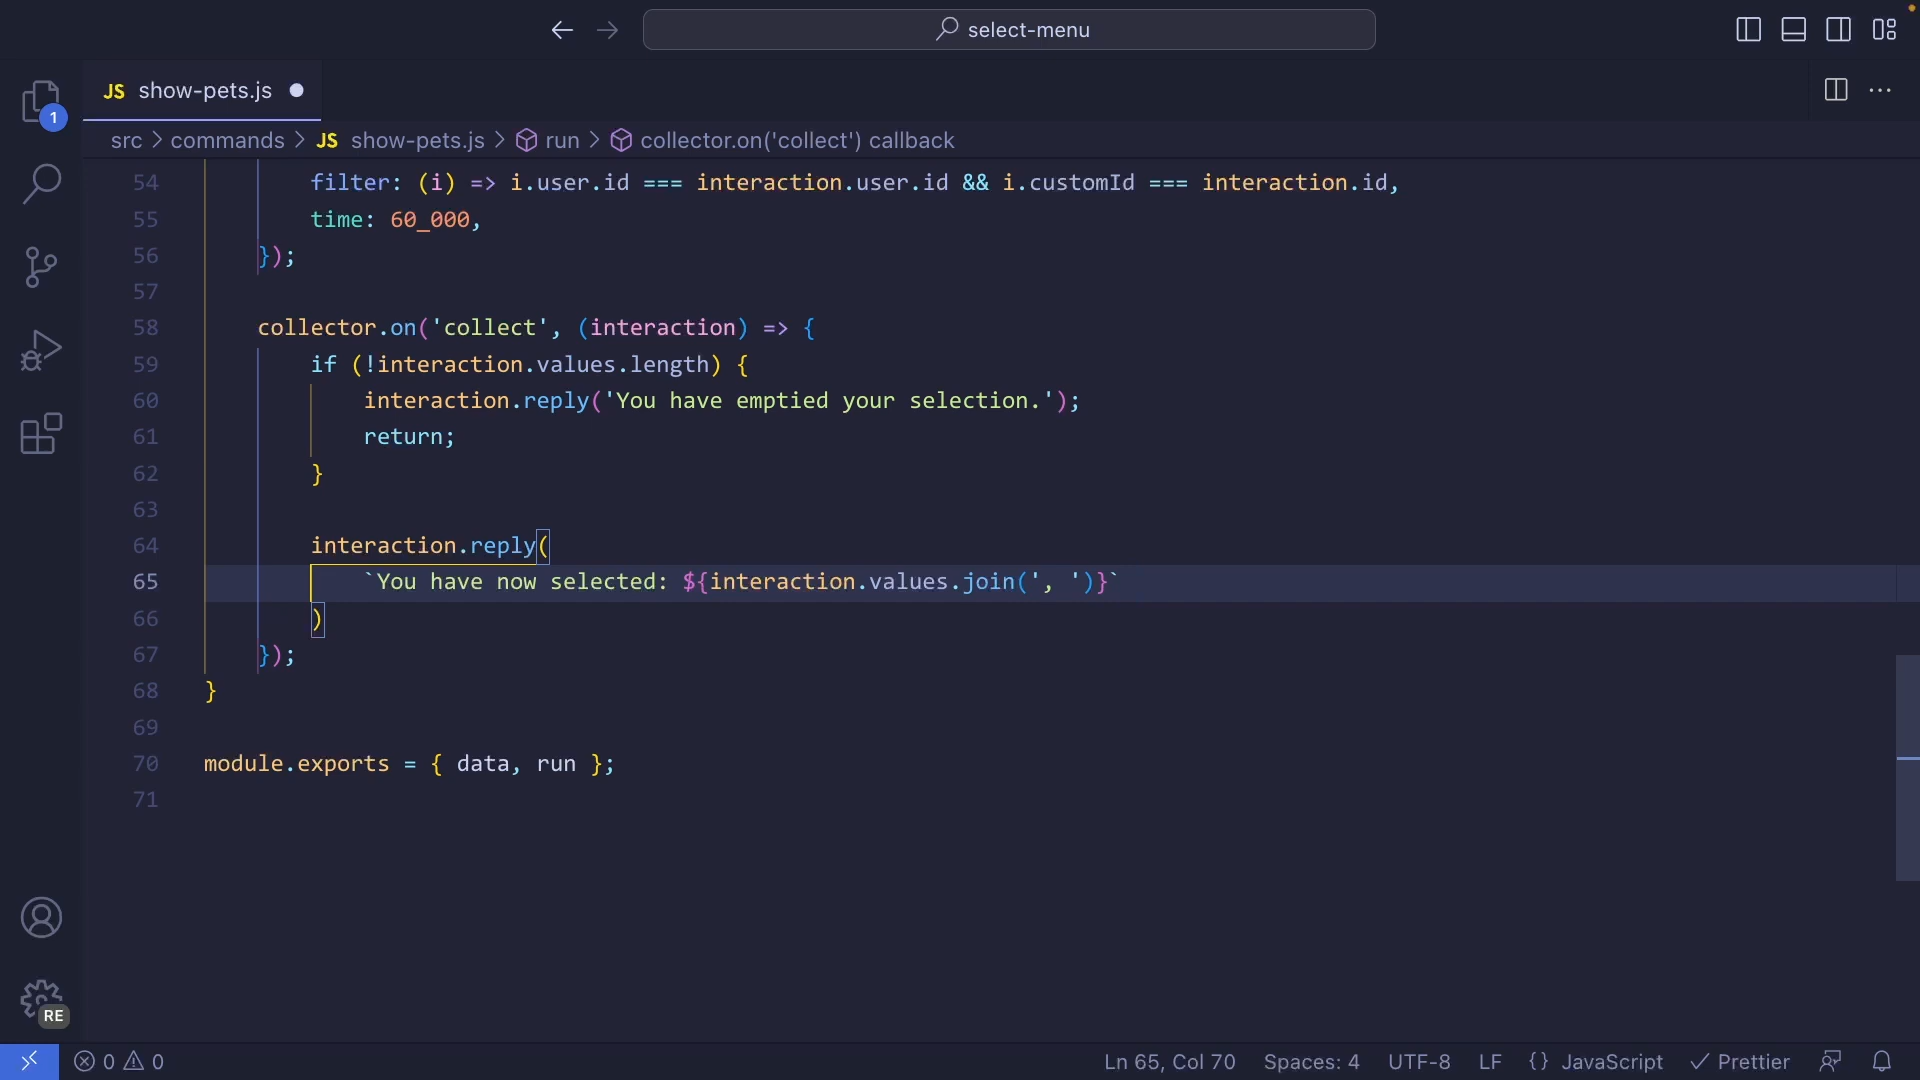 select-menu
JS show-pets.js
1
src > commands > JS show-pets.js > run > collector.on('collect') callback
54 filter: (i) => i.user.id === interaction.user.id && i.customId === interaction.id,
55 time: 60_000,
56 });
57
58 collector.on('collect', (interaction) => {
59 if (!interaction.values.length) {
60 interaction.reply('You have emptied your selection.');
61 return;
62 }
63
64 interaction.reply(
65 `You have now selected: ${interaction.values.join(', ')}`
66 )
67 });
68 }
69
70 module.exports = { data, run };
71
RE
0 0 Ln 65, Col 70 Spaces: 4 UTF-8 LF {} JavaScript Prettier